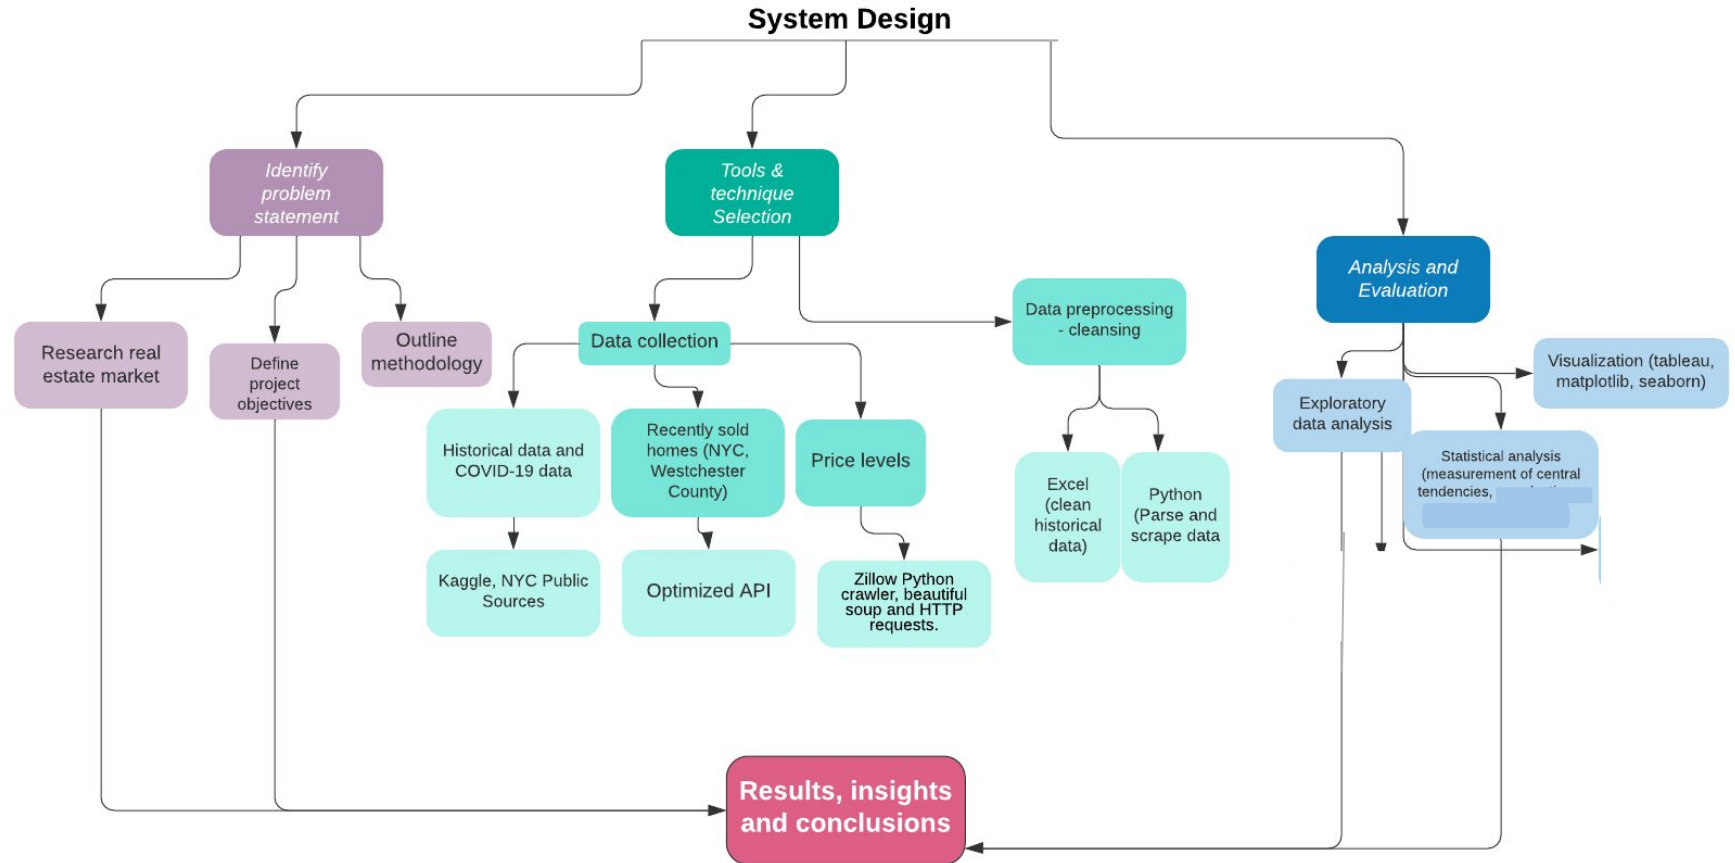 System Design
Identify
problem
statement
Tools &
technique
Selection
Analysis and
Evaluation
Research real
estate market
Define
project
objectives
Outline
methodology
Data collection
Data preprocessing
- cleansing
Historical data and
COVID-19 data
Recently sold
homes (NYC,
Westchester
County)
Price levels
Kaggle, NYC Public
Sources
Optimized API
Zillow Python
crawler, beautiful
soup and HTTP
requests.
Excel
(clean
historical
data)
Python
(Parse and
scrape data
Exploratory
data analysis
Visualization (tableau,
matplotlib, seaborn)
Statistical analysis
(measurement of central
tendencies,
Results, insights
and conclusions